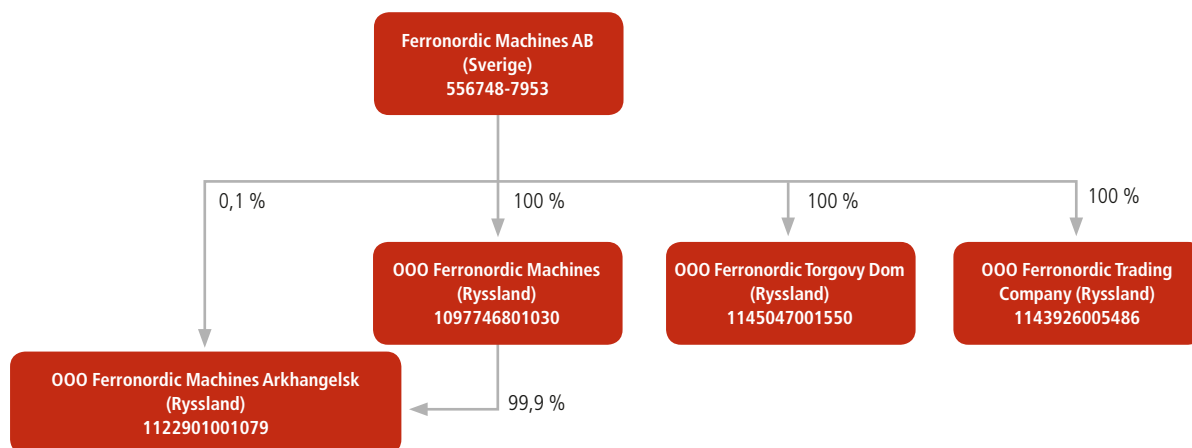 Ferronordic Machines AB
(Sverige)
556748-7953
0,1 %
100 %
100 %
100 %
OOO Ferronordic Machines
(Ryssland)
1097746801030
OOO Ferronordic Torgovy Dom
(Ryssland)
1145047001550
OOO Ferronordic Trading
Company (Ryssland)
1143926005486
OOO Ferronordic Machines Arkhangelsk
(Ryssland)
1122901001079
99,9 %